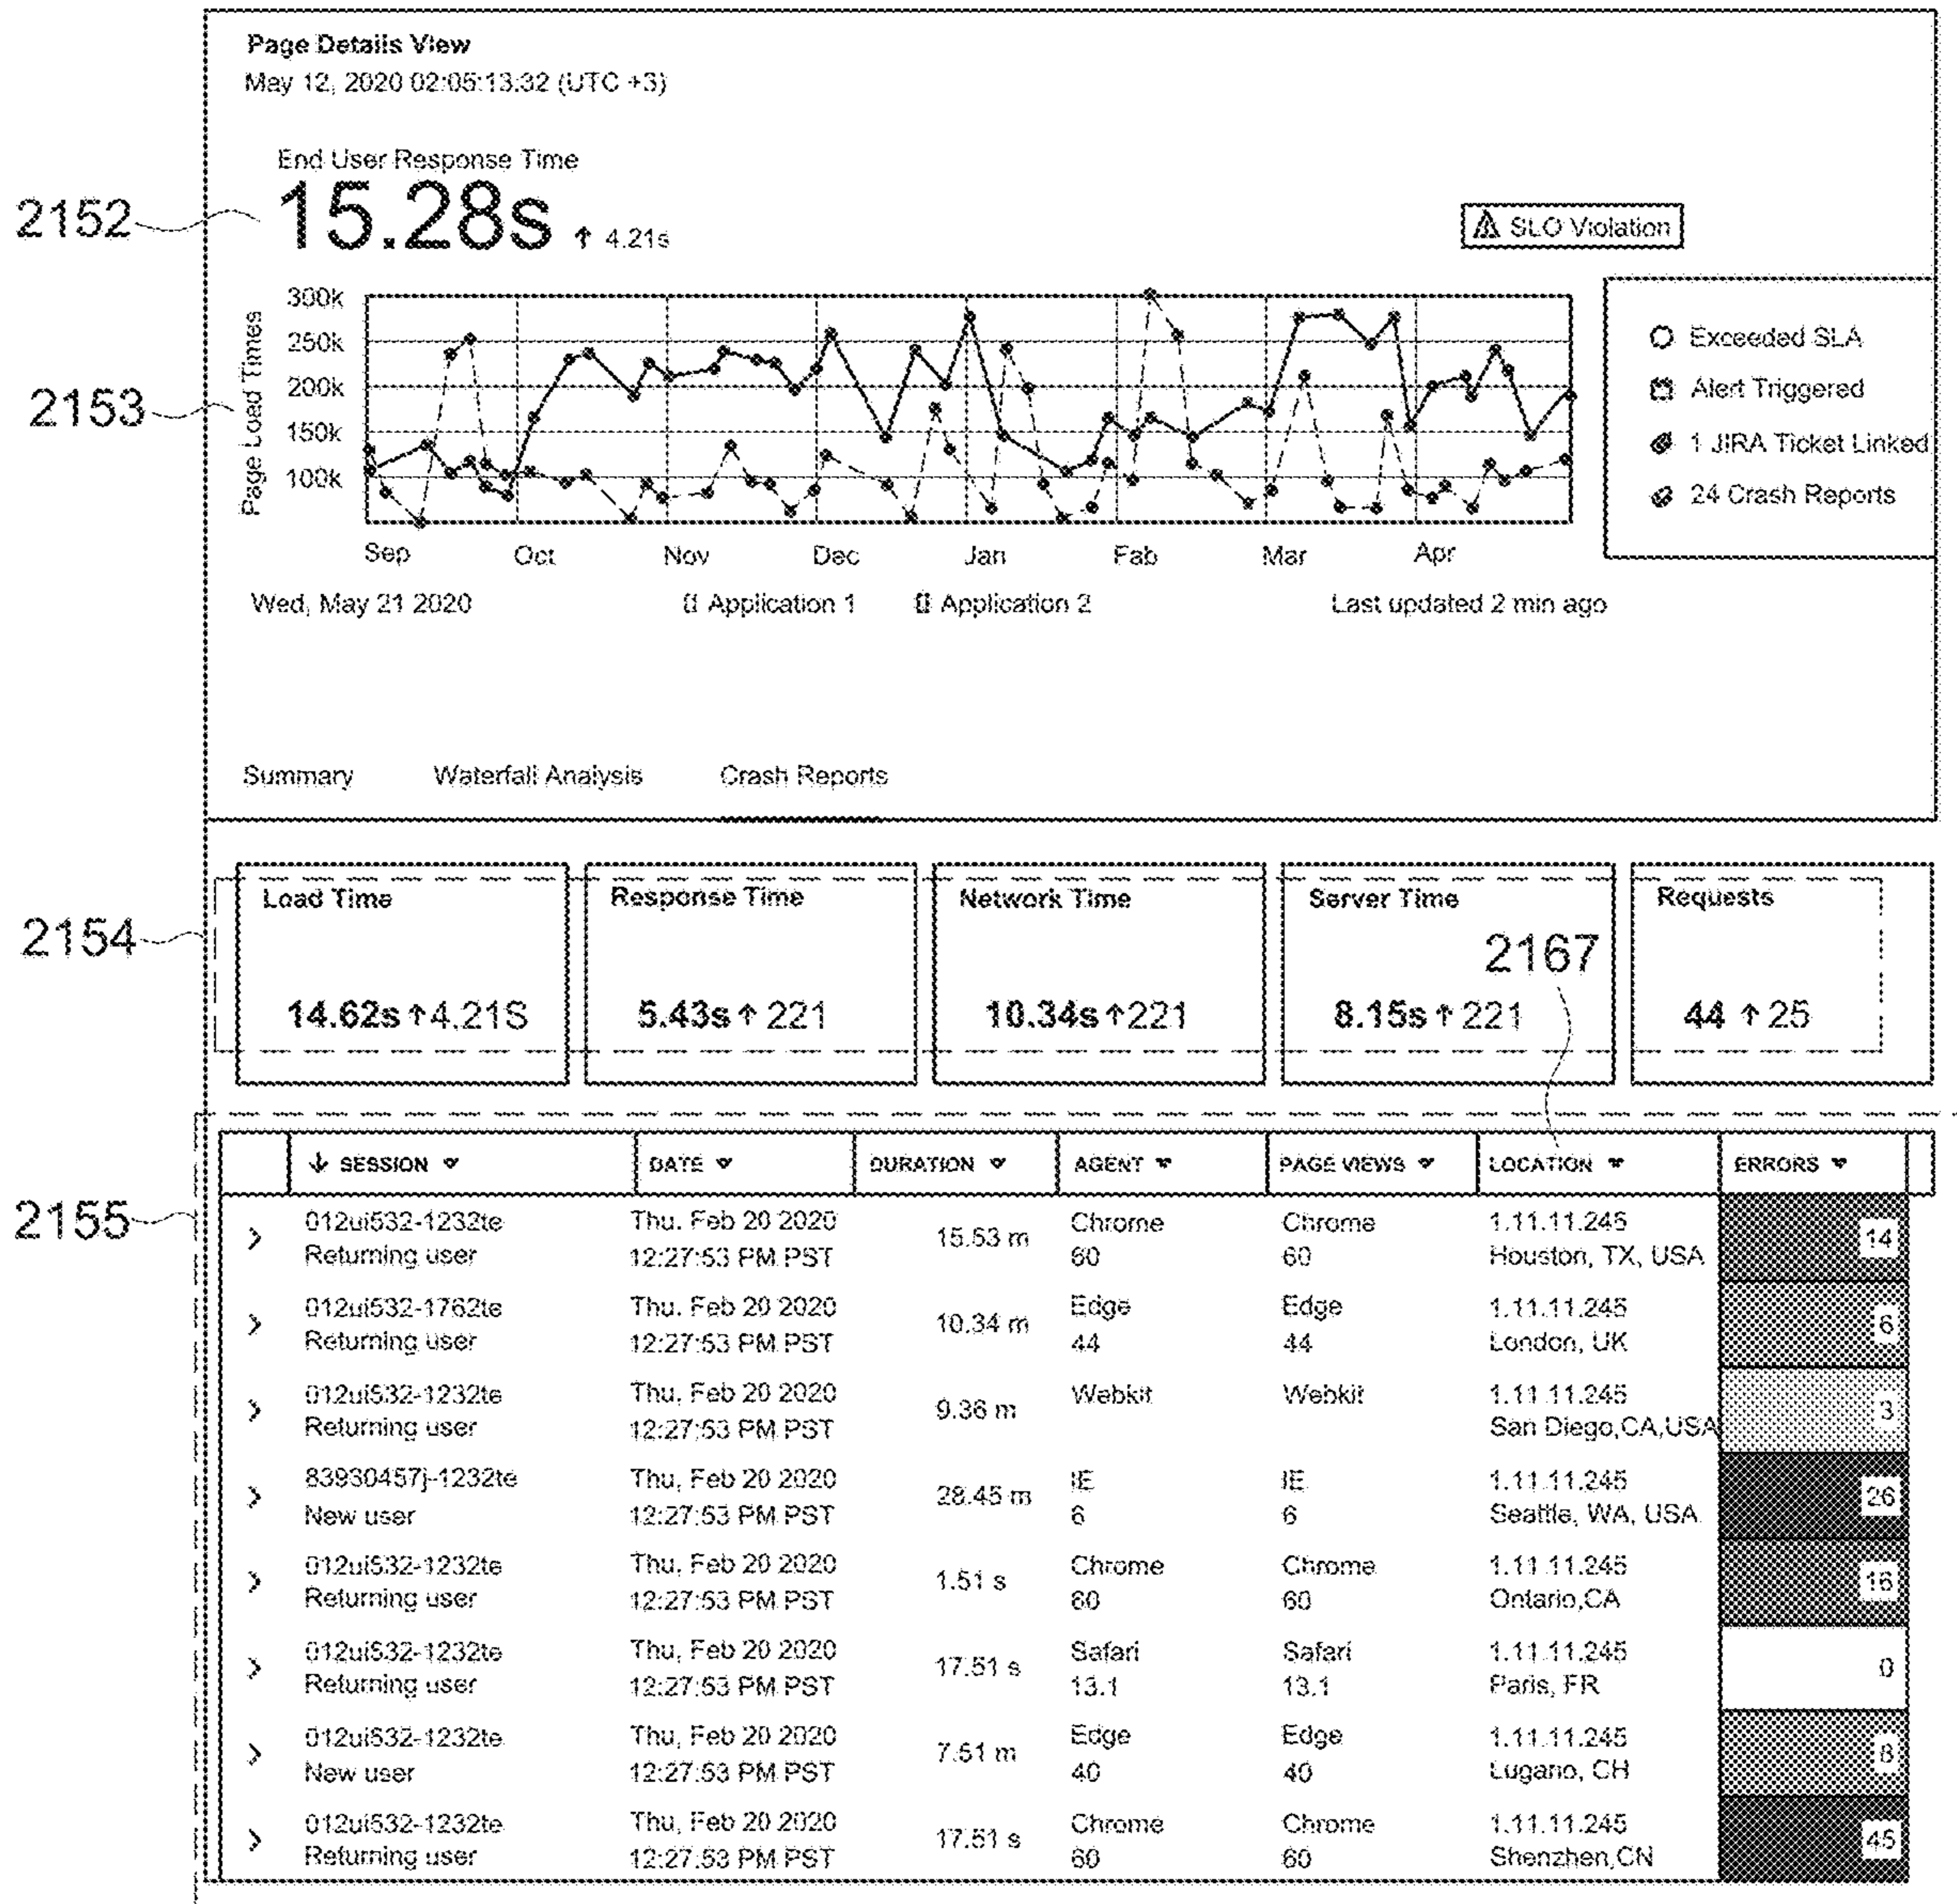 Page Details View
May 12, 2020 02:05:13:32 (UTC +3)
End User Response Time
2152
15.28s ↑ 4.21s
SLO Violation
2153
Page Load Times
300k
250k
200k
150k
100k
Sep Oct Nov Dec Jan Fab Mar Apr
Exceeded SLA
Alert Triggered
1 JIRA Ticket Linked
24 Crash Reports
Wed, May 21 2020 Application 1 Application 2 Last updated 2 min ago
Summary Waterfall Analysis Crash Reports
2154
Load Time Response Time Network Time Server Time Requests
2167
14.62s↑4.21S 5.43s↑221 10.34s↑221 8.15s↑221 44 ↑25
2155
↓ SESSION DATE DURATION AGENT PAGE VIEWS LOCATION ERRORS
012ui532-1232te Thu. Feb 20 2020 15.53 m Chrome Chrome 1.11.11.245 14
Returning user 12:27:53 PM PST 60 60 Houston, TX, USA
012ui532-1762te Thu. Feb 20 2020 10.34 m Edge Edge 1.11.11.245 6
Returning user 12:27:53 PM PST 44 44 London, UK
012ui532-1232te Thu, Feb 20 2020 9.36 m Webkit Webkit 1.11.11.245 3
Returning user 12:27:53 PM PST San Diego,CA,USA
83930457j-1232te Thu, Feb 20 2020 28.45 m IE IE 1.11.11.245 26
New user 12:27:53 PM PST 6 6 Seattle, WA, USA
012ui532-1232te Thu, Feb 20 2020 1.51 s Chrome Chrome 1.11.11.245 16
Returning user 12:27:53 PM PST 60 60 Ontario,CA
012ui532-1232te Thu, Feb 20 2020 17.51 s Safari Safari 1.11.11.245 0
Returning user 12:27:53 PM PST 13.1 13.1 Paris, FR
012ui532-1232te Thu, Feb 20 2020 7.51 m Edge Edge 1.11.11.245 8
New user 12:27:53 PM PST 40 40 Lugano, CH
012ui532-1232te Thu, Feb 20 2020 17.51 s Chrome Chrome 1.11.11.245 45
Returning user 12:27:53 PM PST 60 60 Shenzhen,CN